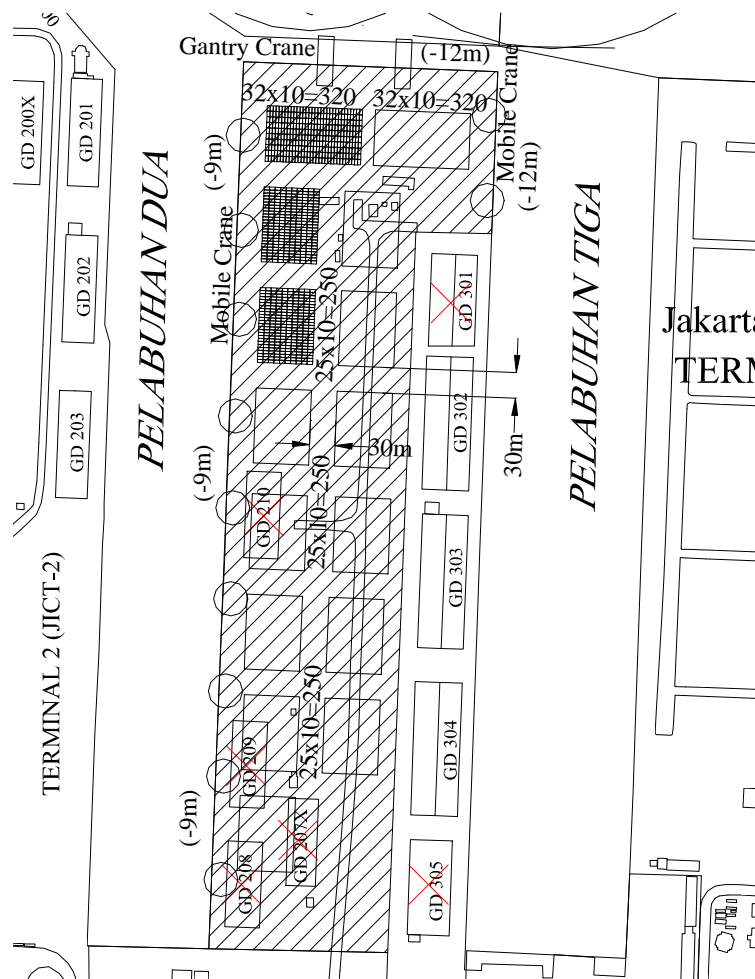 Gantry Crane
(-12m)
32x10=320
32x10=320
Mobile Crane
(-12m)
GD 200X
GD 201
(-9m)
PELABUHAN DUA
Mobile Crane
GD 202
GD 301
25x10=250
PELABUHAN TIGA
Jakarta
TERM
GD 203
GD 302
30m
30m
(-9m)
GD 210
25x10=250
GD 303
TERMINAL 2 (JICT-2)
25x10=250
GD 209
GD 304
(-9m)
GD 207X
GD 208
GD 305